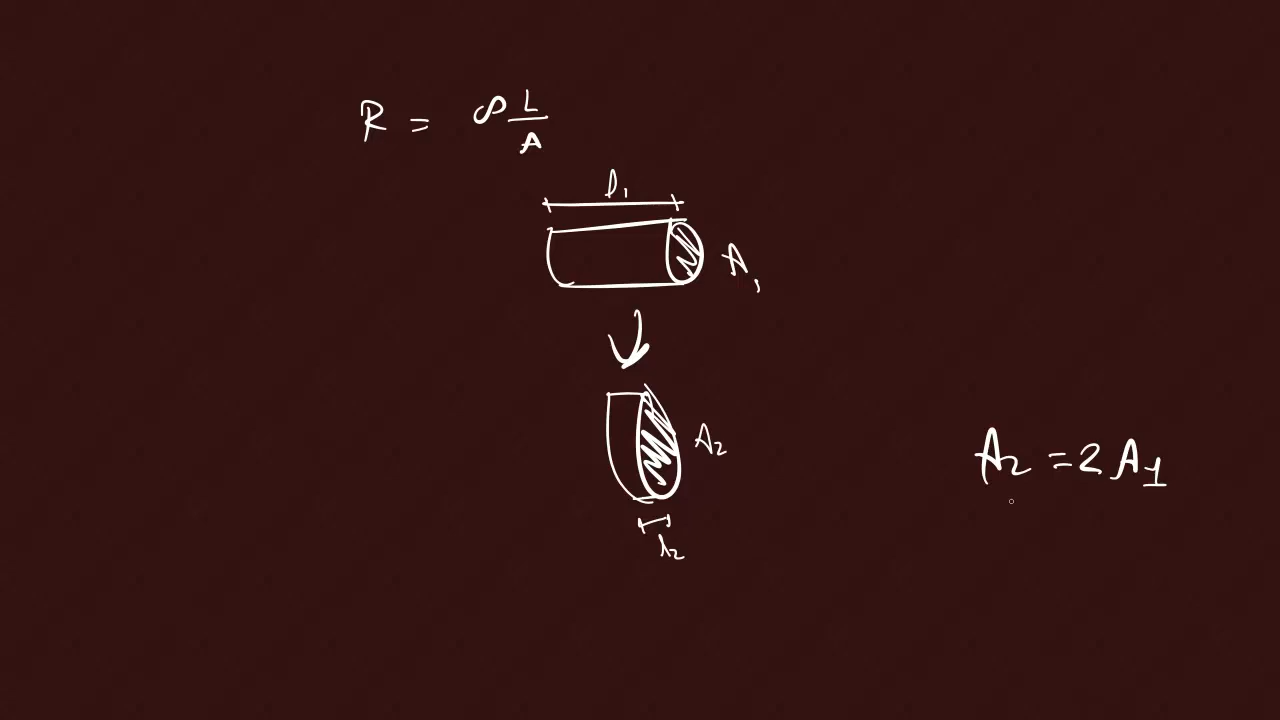 R = ∞ L/A
l₁
A₁
A₂
A₂ = 2 A₁
l₂